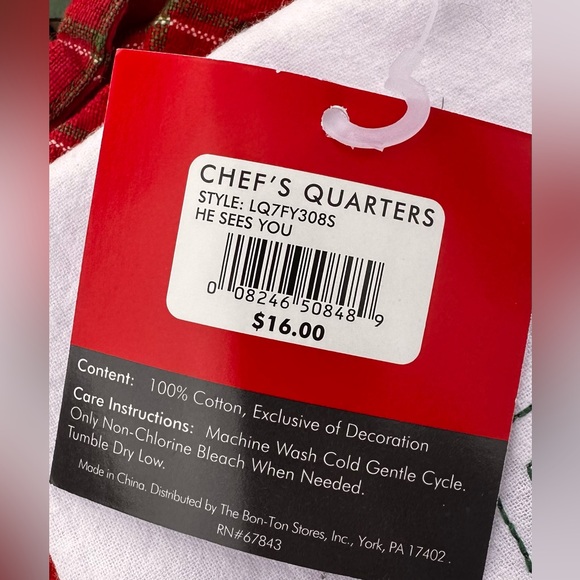 CHEF'S QUARTERS
STYLE: LQ7FY308S
HE SEES YOU
0 08246 50848 9
$16.00
Content: 100% Cotton, Exclusive of Decoration
Care Instructions: Machine Wash Cold Gentle Cycle.
Only Non-Chlorine Bleach When Needed.
Tumble Dry Low.
Made in China. Distributed by The Bon-Ton Stores, Inc., York, PA 17402.
RN#67843